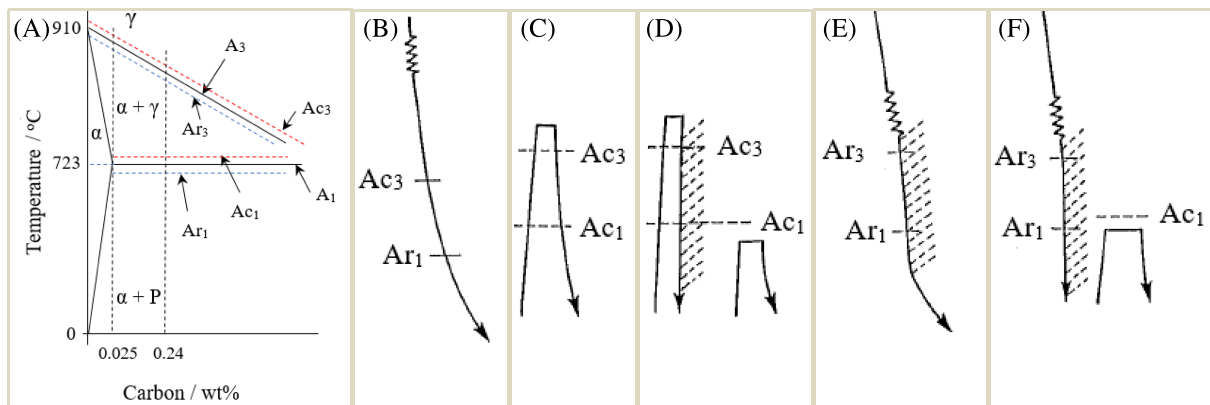 (A)
γ
910
A₃
α + γ
Ac₃
α
Ar₃
723
A₁
Ac₁
Ar₁
α + P
0
0.025
0.24
Temperature / ºC
Carbon / wt%
(B)
Ac₃
Ar₁
(C)
Ac₃
Ac₁
(D)
Ac₃
Ac₁
(E)
Ar₃
Ar₁
(F)
Ar₃
Ar₁
Ac₁